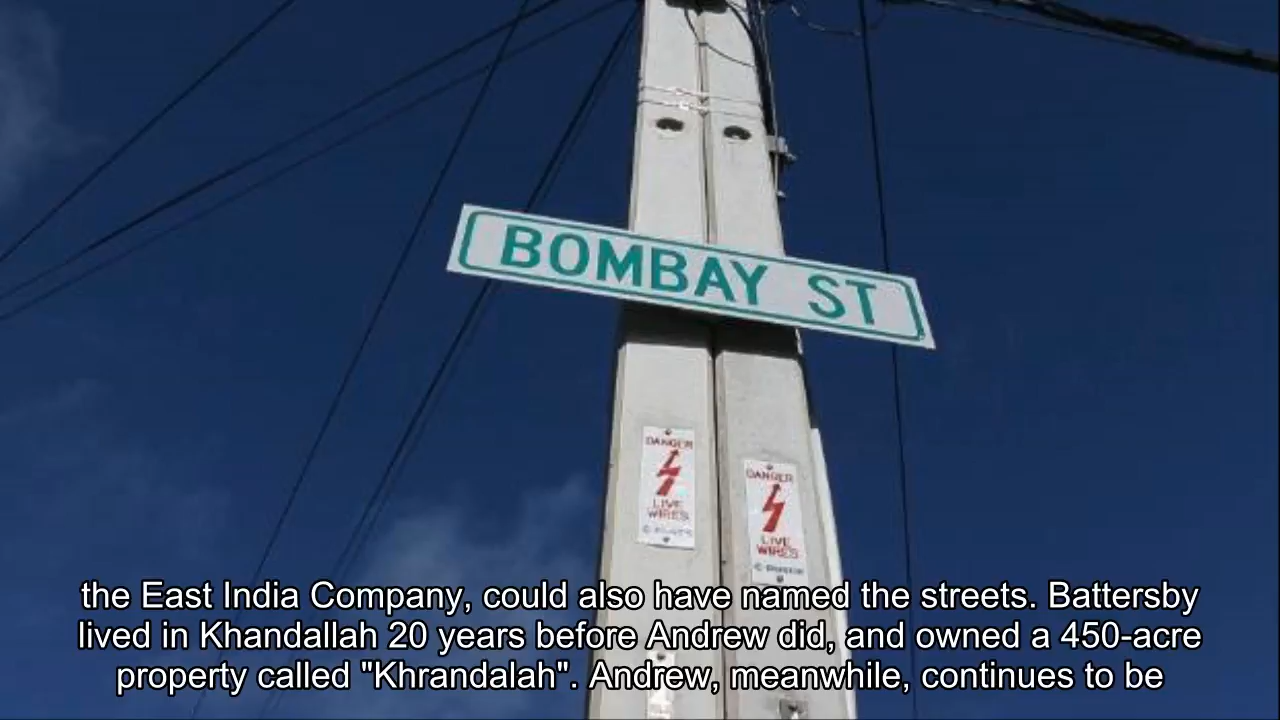 BOMBAY ST
DANGER
LIVE
WIRES
DANGER
LIVE
WIRES
the East India Company, could also have named the streets. Battersby
lived in Khandallah 20 years before Andrew did, and owned a 450-acre
property called "Khrandalah". Andrew, meanwhile, continues to be